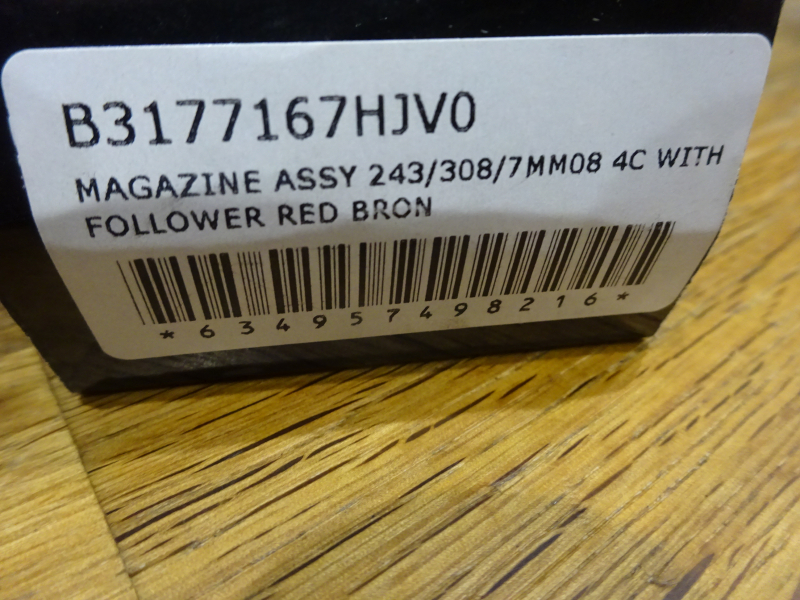 B3177167HJV0
MAGAZINE ASSY 243/308/7MM08 4C WITH
FOLLOWER RED BRON
*634957498216*